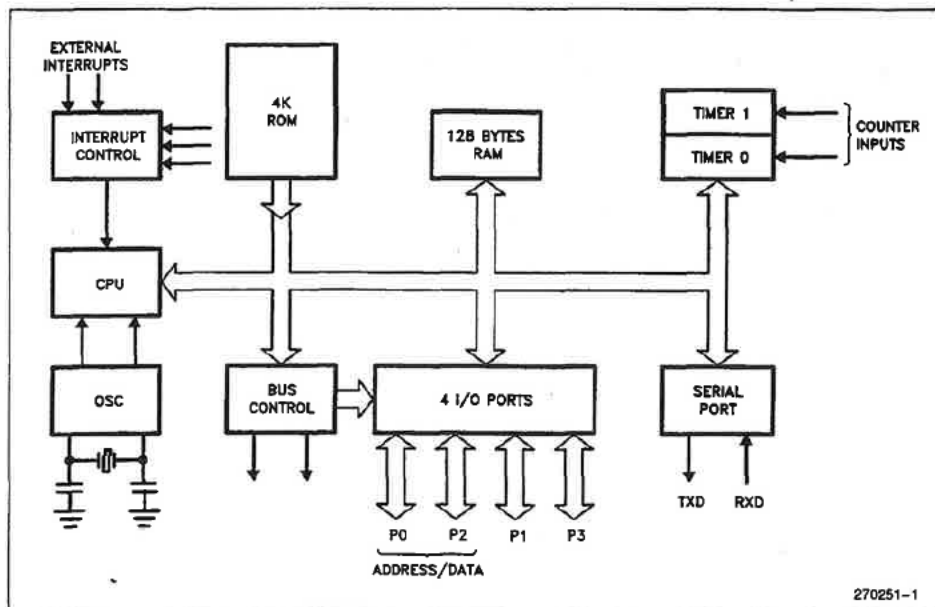 EXTERNAL
INTERRUPTS
INTERRUPT
CONTROL
4K
ROM
128 BYTES
RAM
TIMER 1
TIMER 0
COUNTER
INPUTS
CPU
OSC
BUS
CONTROL
4 I/O PORTS
SERIAL
PORT
TXD RXD
P0 P2 P1 P3
ADDRESS/DATA
270251-1